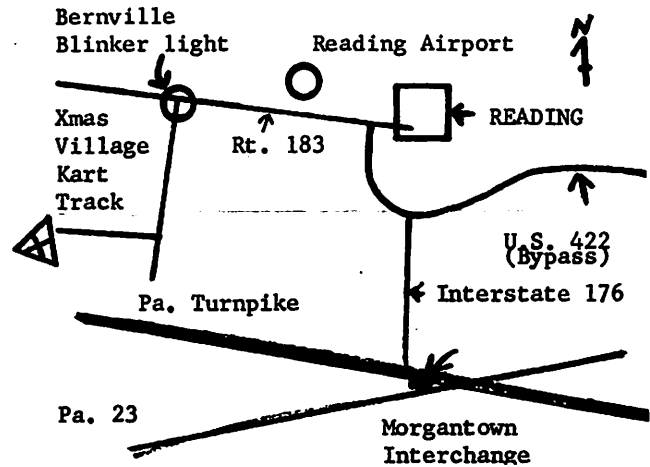 Bernville
Blinker light
Reading Airport
N
READING
Xmas
Village
Kart
Track
Rt. 183
U.S. 422
(Bypass)
Interstate 176
Pa. Turnpike
Pa. 23
Morgantown
Interchange